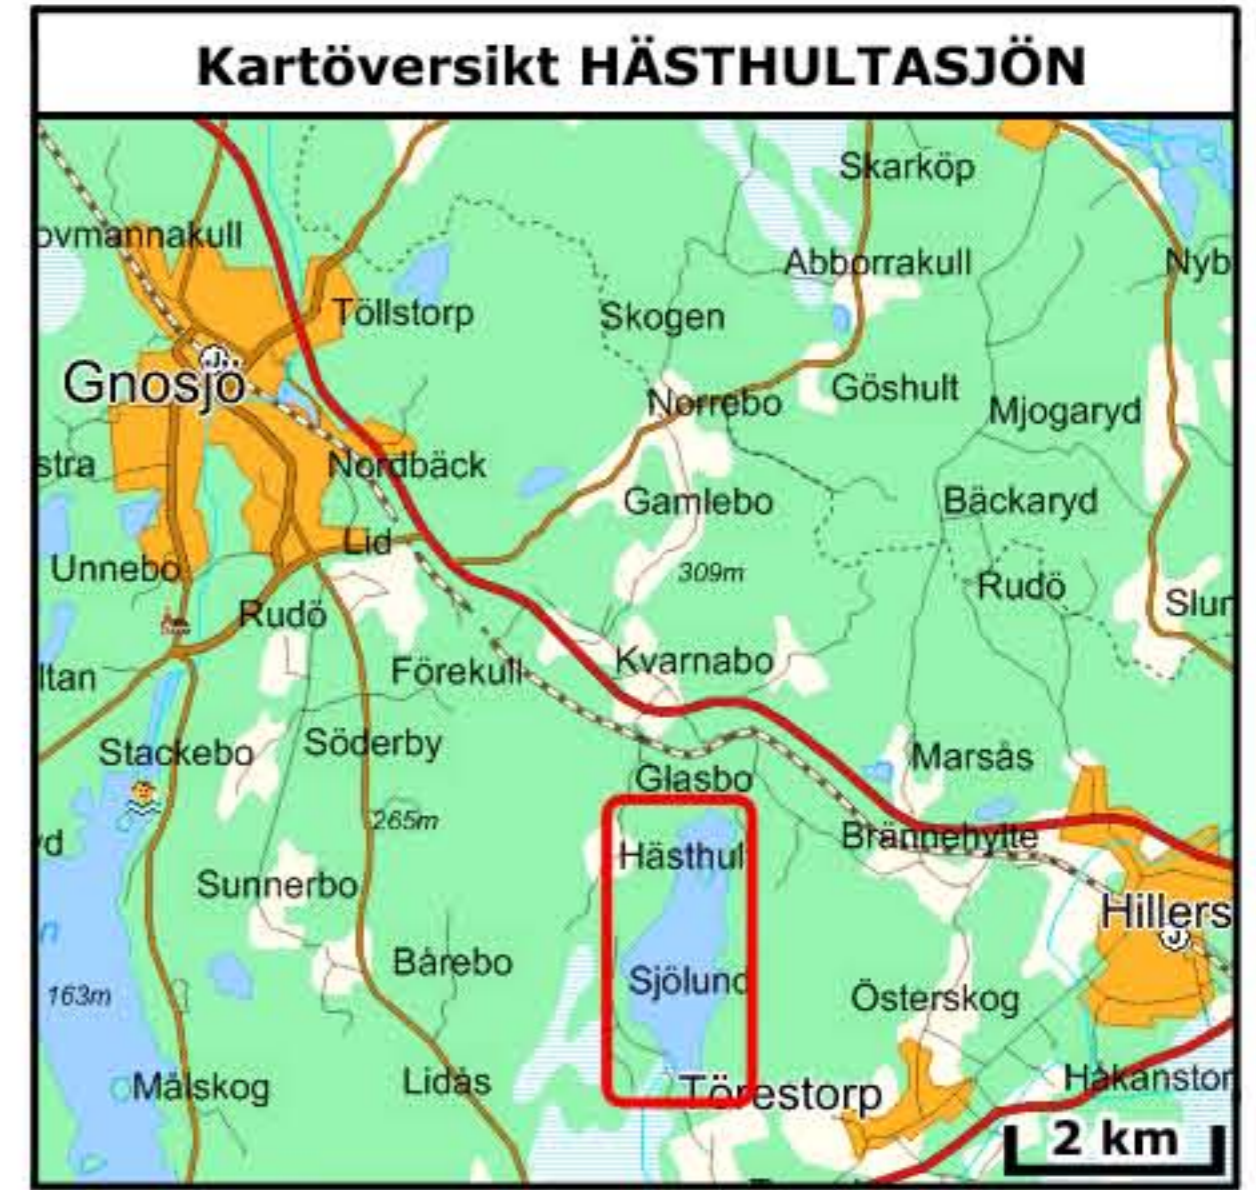 Kartöversikt HÄSTHULTASJÖN
Skarköp
ovmannakull
Abborrakull
Nyb
Töllstorp
Skogen
Gnosjö
Göshult
Norrebo
Mjogaryd
stra
Nordbäck
Gamlebo
Bäckaryd
Lid
Unnebo
309m
Rudö
Slur
Rudö
Kvarnabo
Förekull
ltan
Söderby
Stackebo
Marsås
Glasbo
265m
Brännehylte
yd
Hästhul
Sunnerbo
Hillers
n
Bårebo
Sjölund
163m
Österskog
Målskog
Lidås
Törestorp
Håkanstor
2 km